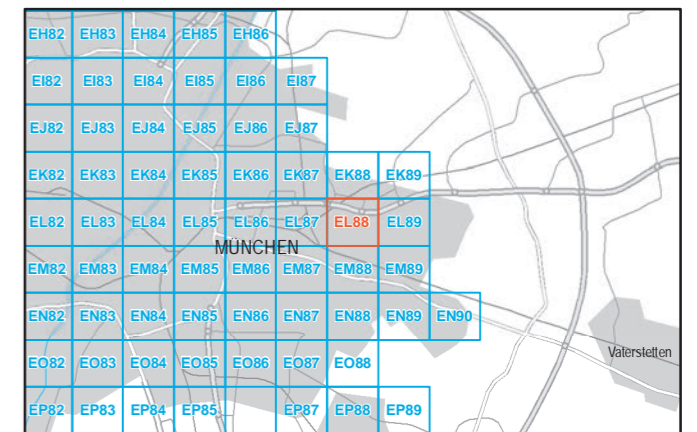 EH82 EH83 EH84 EH85 EH86
EI82 EI83 EI84 EI85 EI86 EI87
EJ82 EJ83 EJ84 EJ85 EJ86 EJ87
EK82 EK83 EK84 EK85 EK86 EK87 EK88 EK89
EL82 EL83 EL84 EL85 EL86 EL87 EL88 EL89
MÜNCHEN
EM82 EM83 EM84 EM85 EM86 EM87 EM88 EM89
EN82 EN83 EN84 EN85 EN86 EN87 EN88 EN89 EN90
Vaterstetten
EO82 EO83 EO84 EO85 EO86 EO87 EO88
EP82 EP83 EP84 EP85 EP87 EP88 EP89